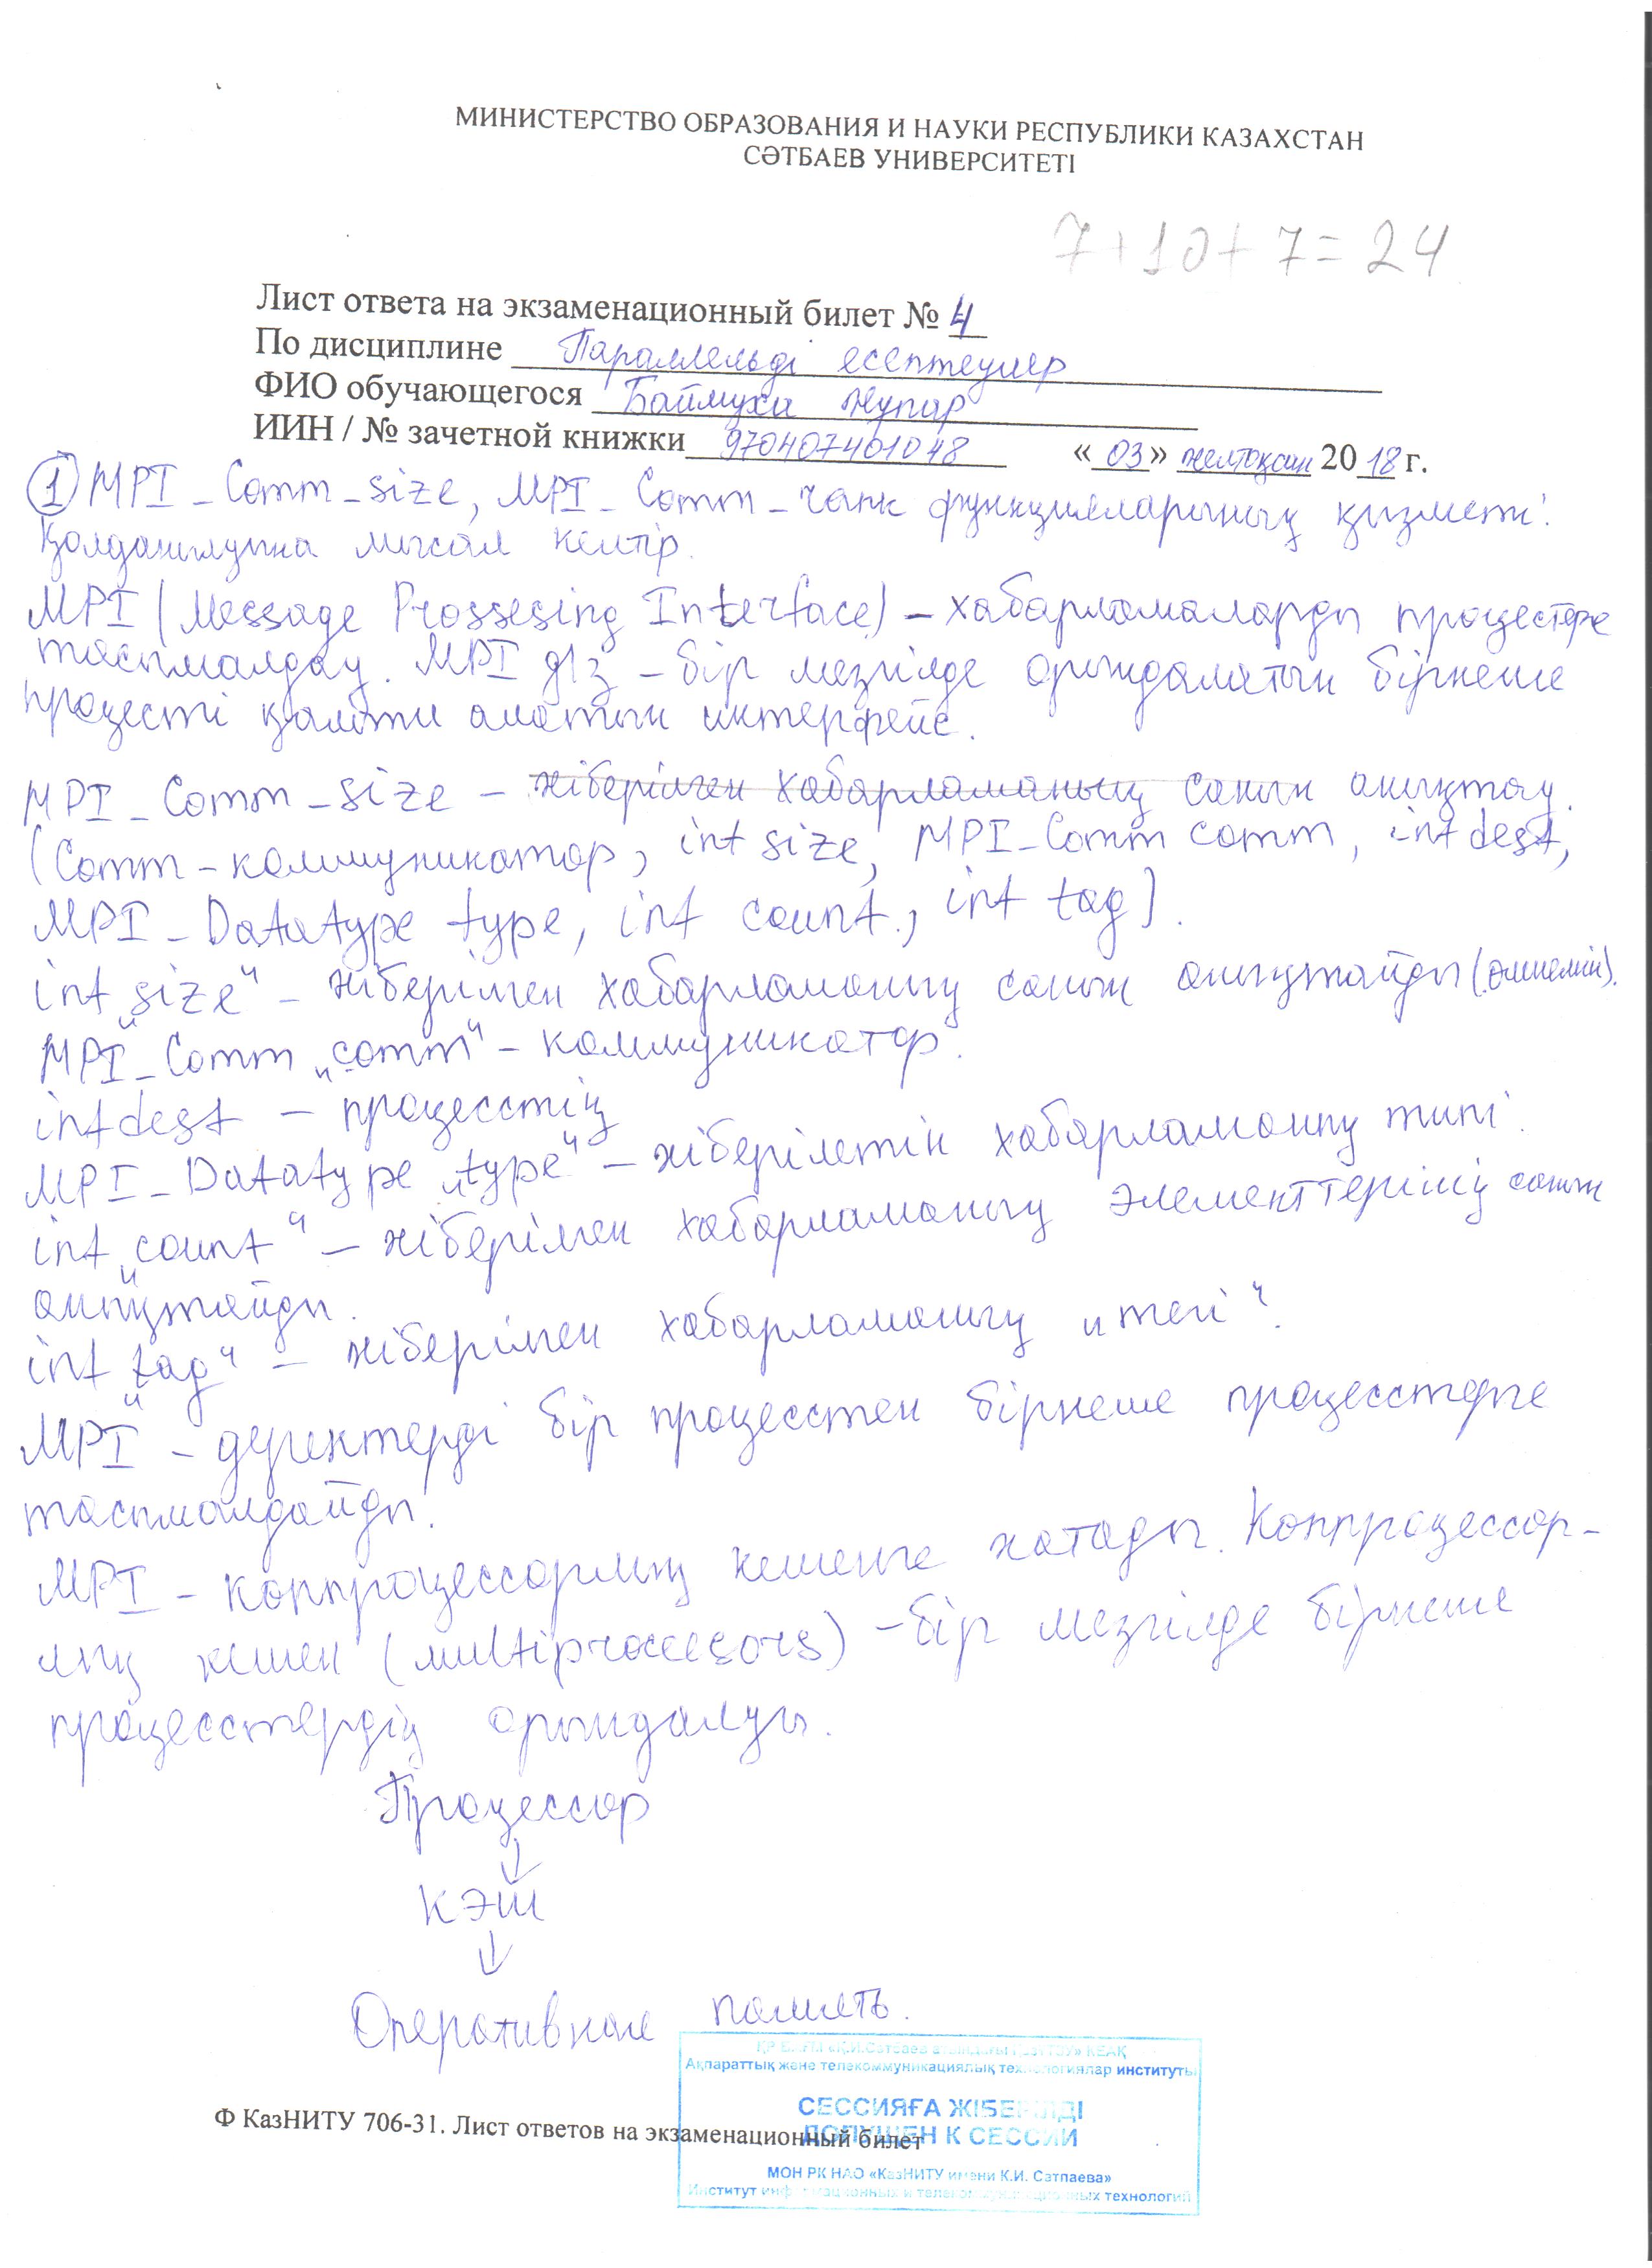 МИНИСТЕРСТВО ОБРАЗОВАНИЯ И НАУКИ РЕСПУБЛИКИ КАЗАХСТАН
СӘТБАЕВ УНИВЕРСИТЕТІ
7+10+7=24
Лист ответа на экзаменационный билет № 4
По дисциплине Параллельді есептеулер
ФИО обучающегося Баймуха Жупар
ИИН / № зачетной книжки 970407401048 «03» желтоқсан 2018 г.
① MPI_Comm_size, MPI_Comm_rank функцияларының қызметі.
Қолданылуына мысал келтір.
MPI (Message Prossesing Interface) – хабарламаларды процестерге
тасымалдау. MPI д/з – бір мезгілде орындалатын бірнеше
процесті қамти алатын интерфейс.
MPI_Comm_size – жіберілген хабарламаның санын анықтау.
(Comm – коммуникатор, int size, MPI_Comm comm, int dest,
MPI_Datatype type, int count, int tag).
int „size“ – жіберілген хабарламаның санын анықтайды (өлшемін).
MPI_Comm „comm“ – коммуникатор.
int dest – процесстің
MPI_Datatype „type“ – жіберілетін хабарламаның типі.
int „count“ – жіберілген хабарламаның элементтерінің санын
анықтайды.
int „tag“ – жіберілген хабарламаның „тегі“.
MPI – деректерді бір процесстен бірнеше процесстерге
тасымалдайды.
MPI – көппроцессорлық кешенге жатады. Көппроцессор-
лық кешен (multiprocessors) – бір мезгілде бірнеше
процесстердің орындалуы.
Процессор
↓
КЭШ
↓
Оперативная память.
ҚР БҒМ «Қ.И.Сәтбаев атындағы ҚазҰТЗУ» КЕАҚ
Ақпараттық және телекоммуникациялық технологиялар институты
СЕССИЯҒА ЖІБЕРІЛДІ
ДОПУЩЕН К СЕССИИ
Ф КазНИТУ 706-31. Лист ответов на экзаменационный билет
МОН РК НАО «КазНИТУ имени К.И. Сатпаева»
Институт информационных и телекоммуникационных технологий